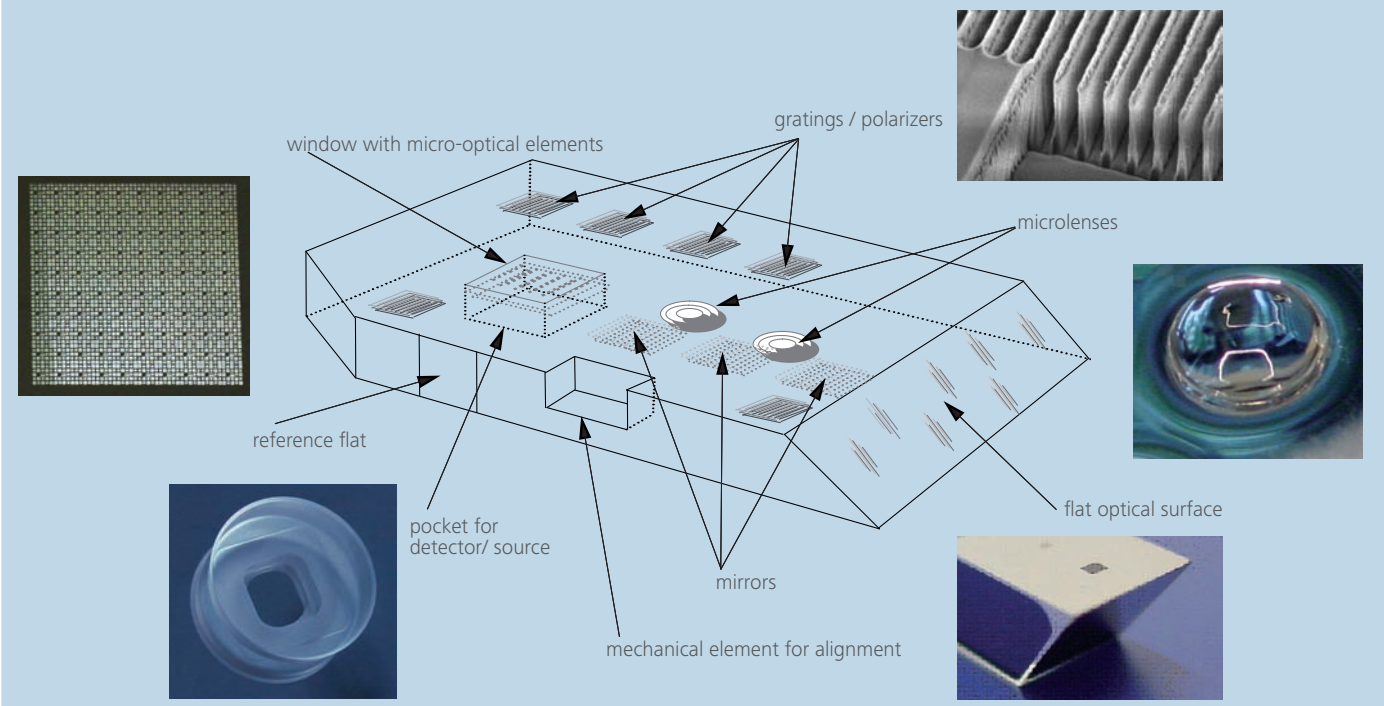 gratings / polarizers
window with micro-optical elements
microlenses
reference flat
flat optical surface
pocket for
detector/ source
mirrors
mechanical element for alignment